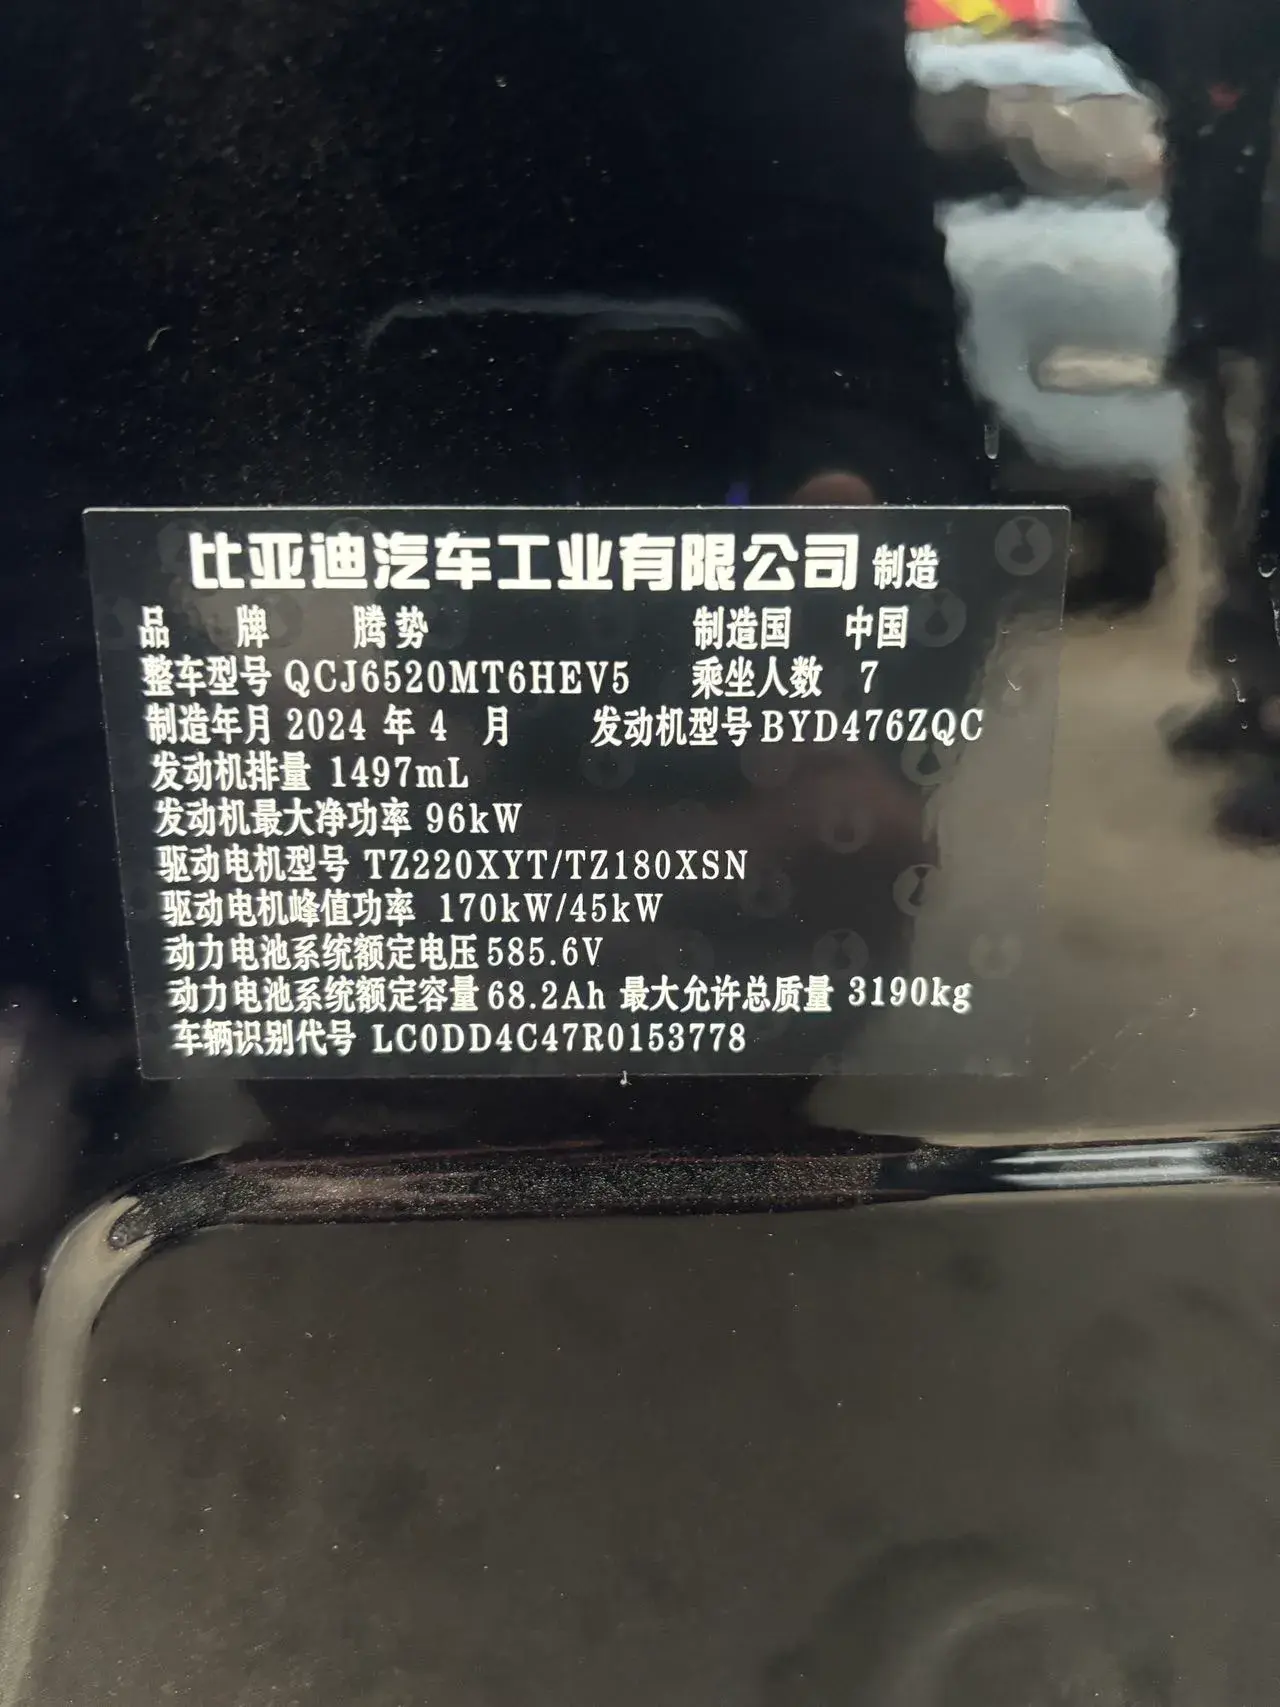 比亚迪汽车工业有限公司 制造
品 牌 腾势 制造国 中国
整车型号 QCJ6520MT6HEV5 乘坐人数 7
制造年月 2024 年 4 月 发动机型号 BYD476ZQC
发动机排量 1497mL
发动机最大净功率 96kW
驱动电机型号 TZ220XYT/TZ180XSN
驱动电机峰值功率 170kW/45kW
动力电池系统额定电压 585.6V
动力电池系统额定容量 68.2Ah 最大允许总质量 3190kg
车辆识别代号 LC0DD4C47R0153778